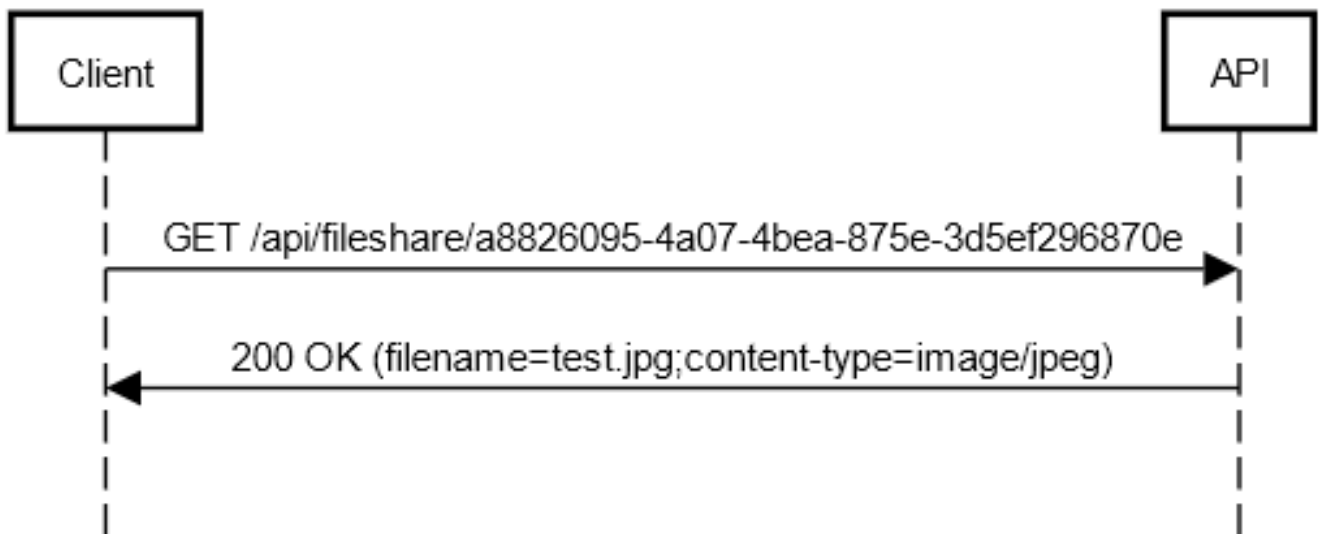 Client
API
GET /api/fileshare/a8826095-4a07-4bea-875e-3d5ef296870e
200 OK (filename=test.jpg;content-type=image/jpeg)